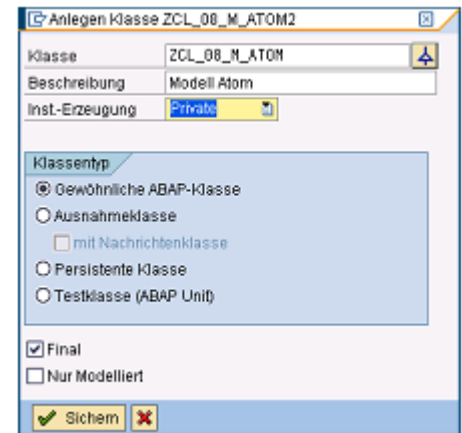 Anlegen Klasse ZCL_08_M_ATOM2
Klasse ZCL_08_M_ATOM
Beschreibung Modell Atom
Inst.-Erzeugung Private
Klassentyp
Gewöhnliche ABAP-Klasse
Ausnahmeklasse
mit Nachrichtenklasse
Persistente Klasse
Testklasse (ABAP Unit)
Final
Nur Modelliert
Sichern